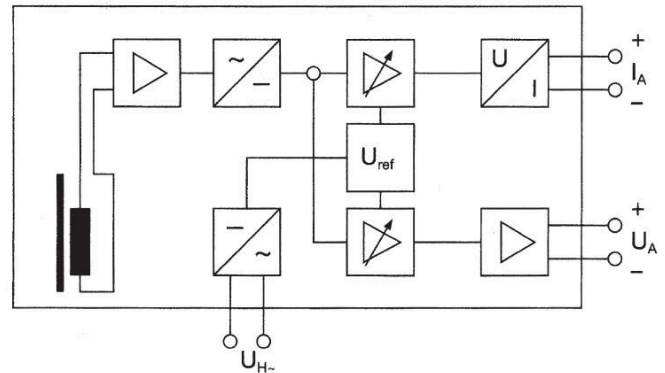 ~
–
U
I
+
I_A
–
U_ref
–
~
+
U_A
–
U_H~